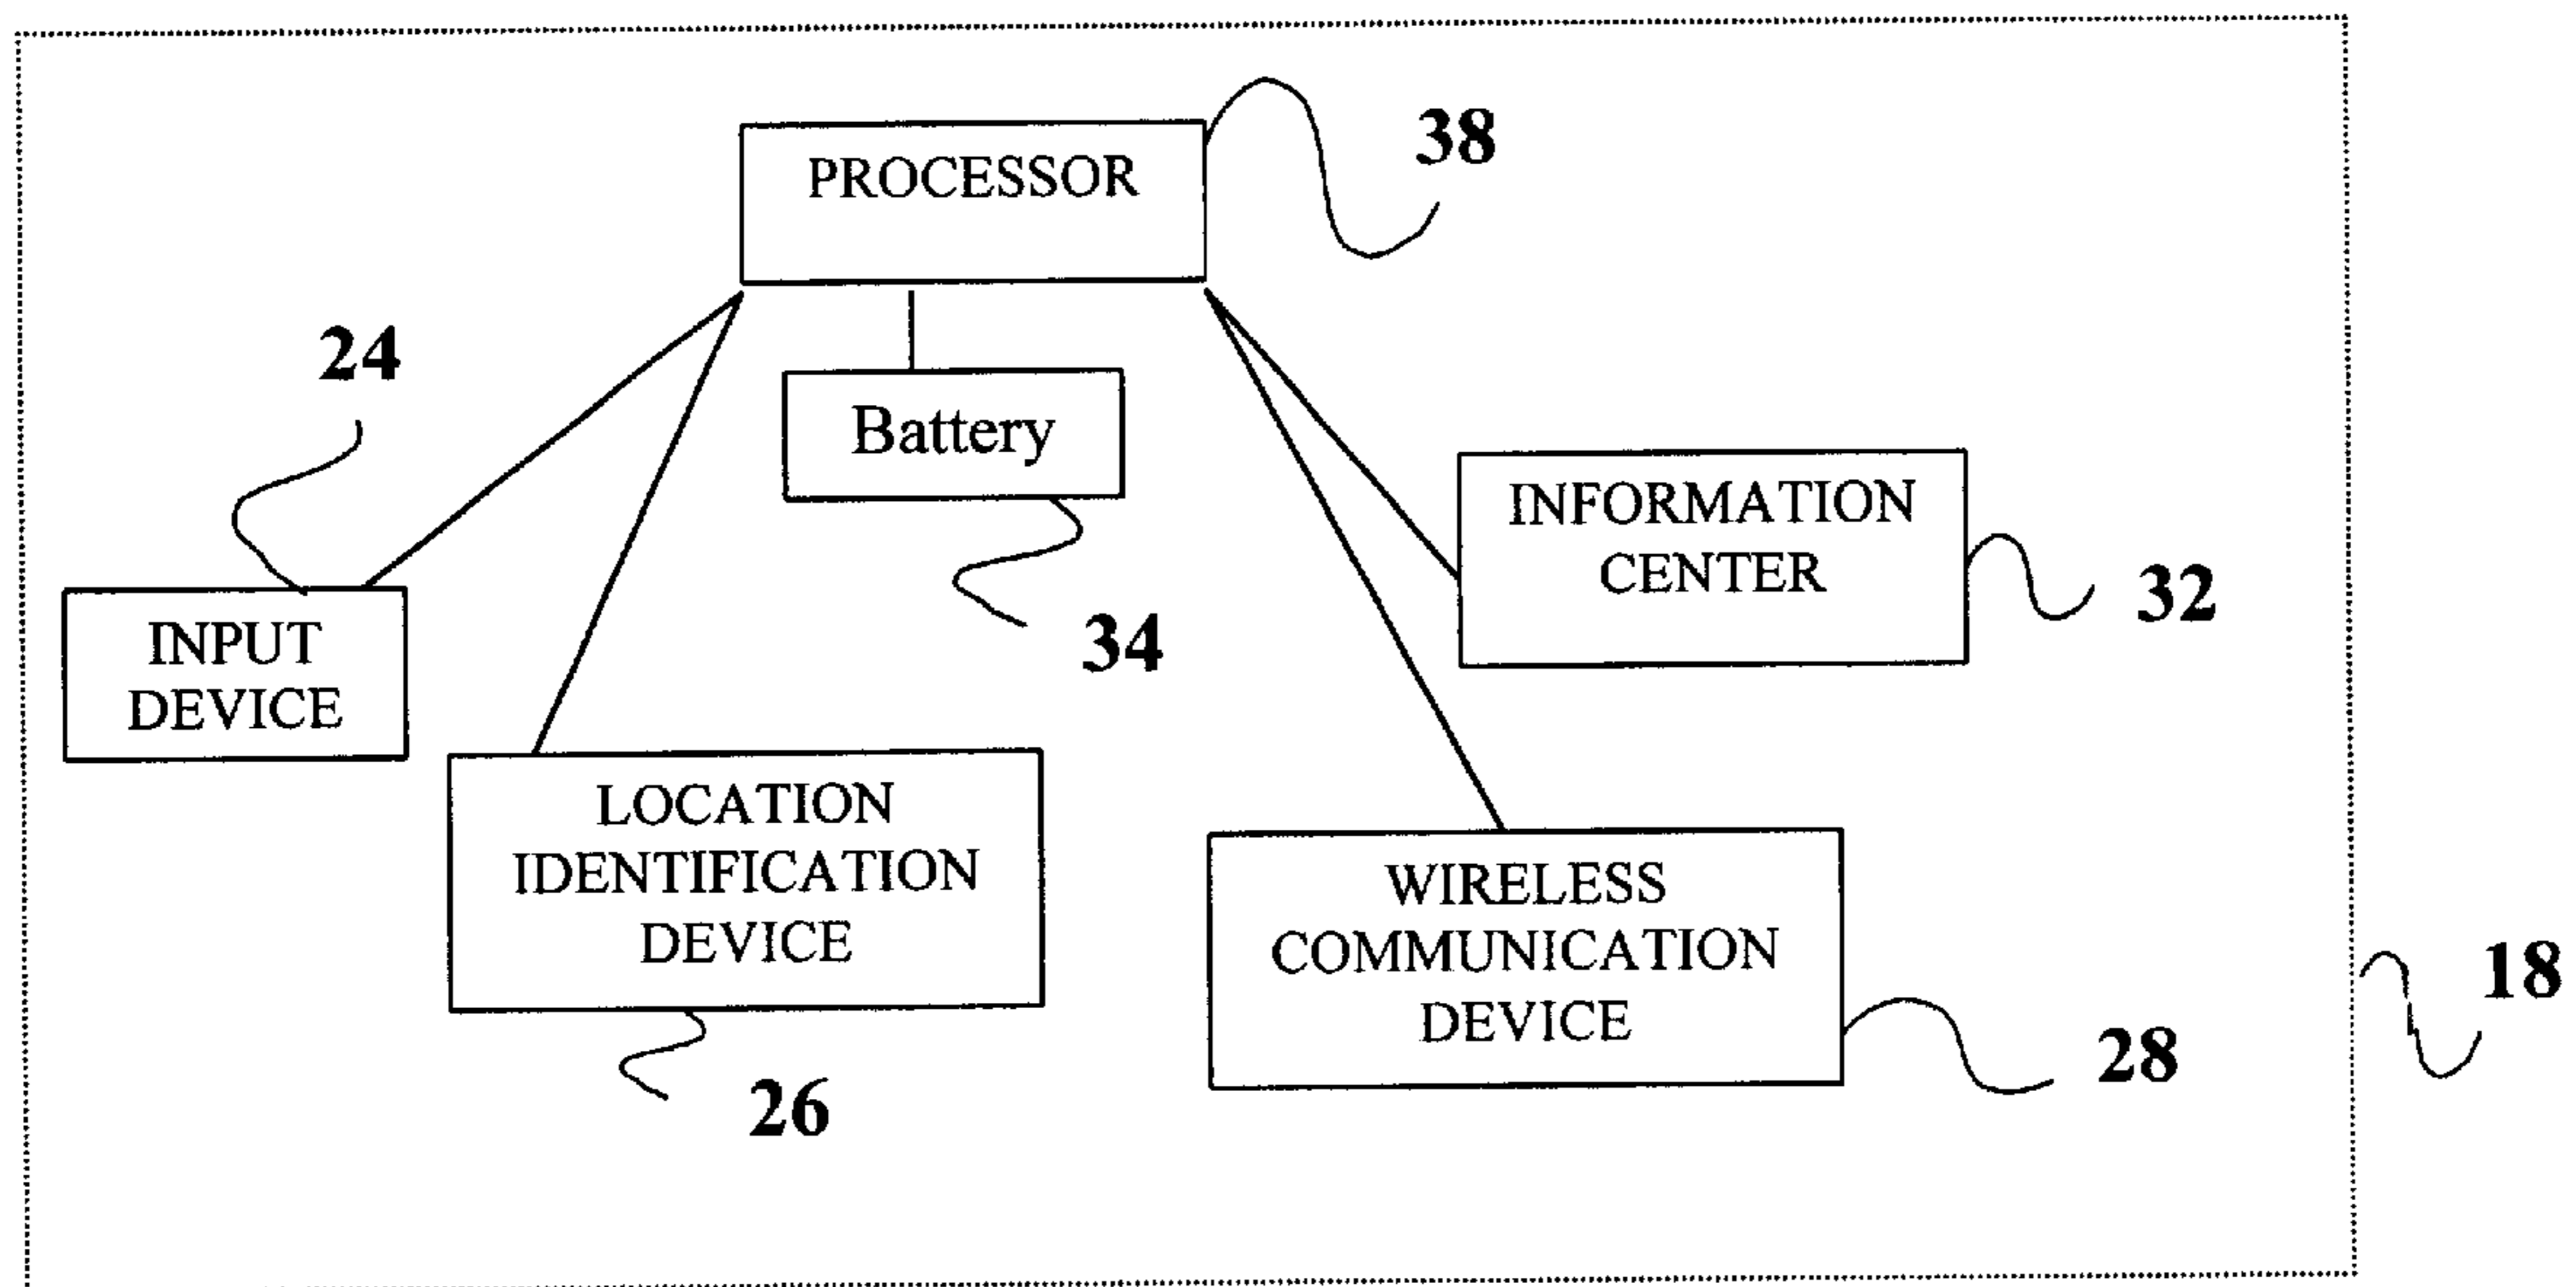 38
PROCESSOR
24
Battery
INFORMATION
CENTER
32
INPUT
DEVICE
34
LOCATION
IDENTIFICATION
DEVICE
26
WIRELESS
COMMUNICATION
DEVICE
28
18